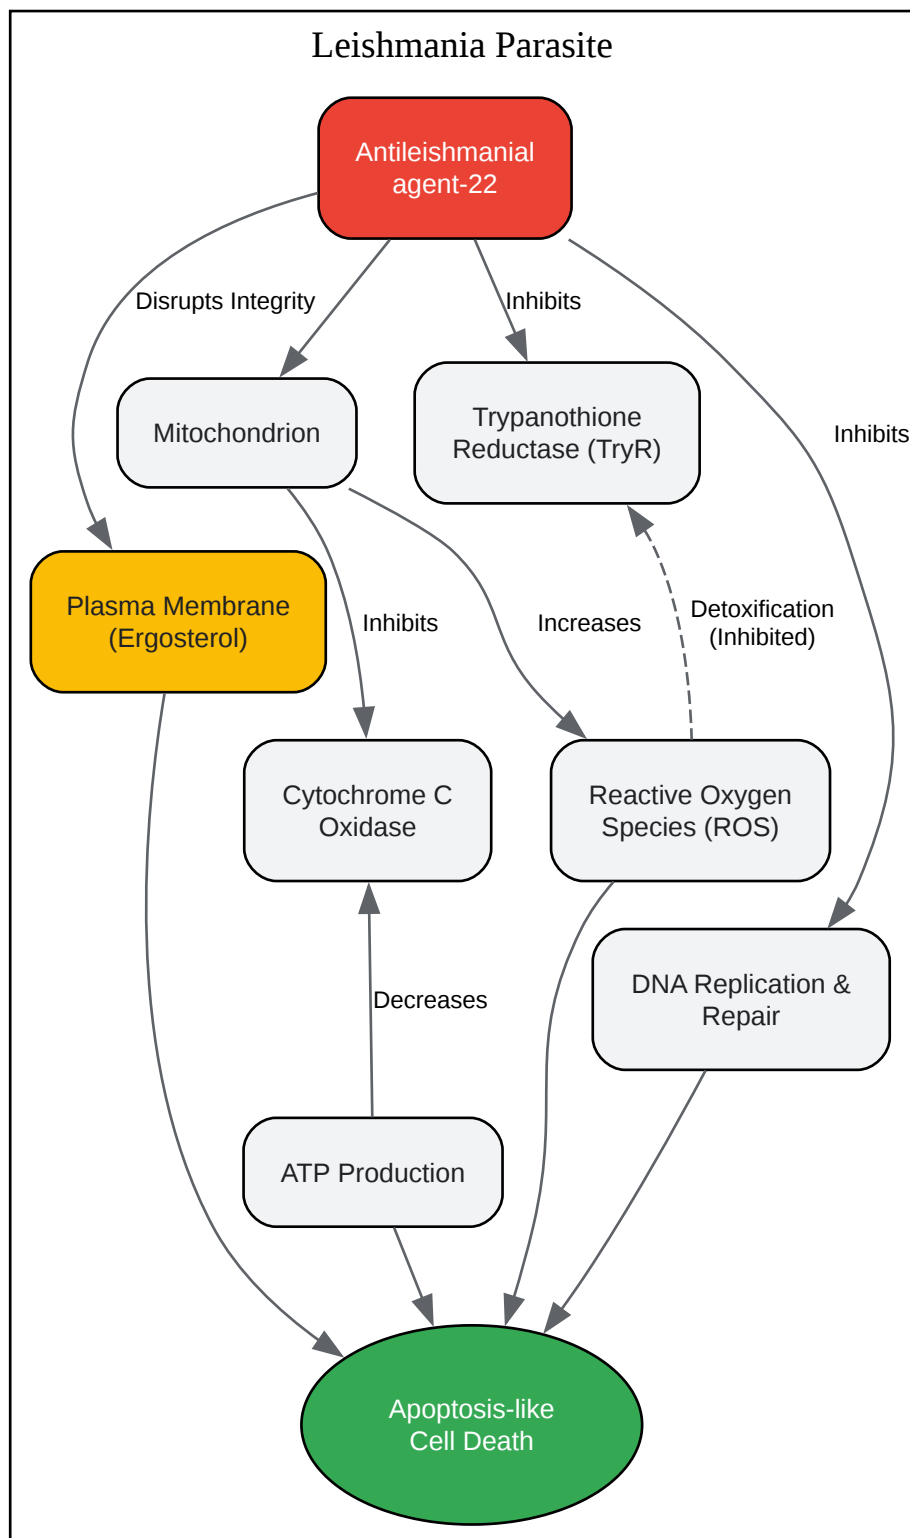 Leishmania Parasite
Antileishmanial
agent-22
Disrupts Integrity
Inhibits
Mitochondrion
Trypanothione
Reductase (TryR)
Inhibits
Plasma Membrane
(Ergosterol)
Inhibits
Increases
Detoxification
(Inhibited)
Cytochrome C
Oxidase
Reactive Oxygen
Species (ROS)
DNA Replication &
Repair
Decreases
ATP Production
Apoptosis-like
Cell Death